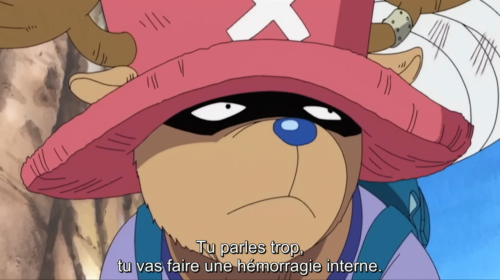 Tu parles trop,
tu vas faire une hémorragie interne.